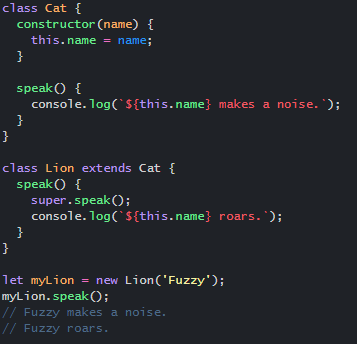 class Cat {
  constructor(name) {
    this.name = name;
  }

  speak() {
    console.log(`${this.name} makes a noise.`);
  }
}

class Lion extends Cat {
  speak() {
    super.speak();
    console.log(`${this.name} roars.`);
  }
}

let myLion = new Lion('Fuzzy');
myLion.speak();
// Fuzzy makes a noise.
// Fuzzy roars.